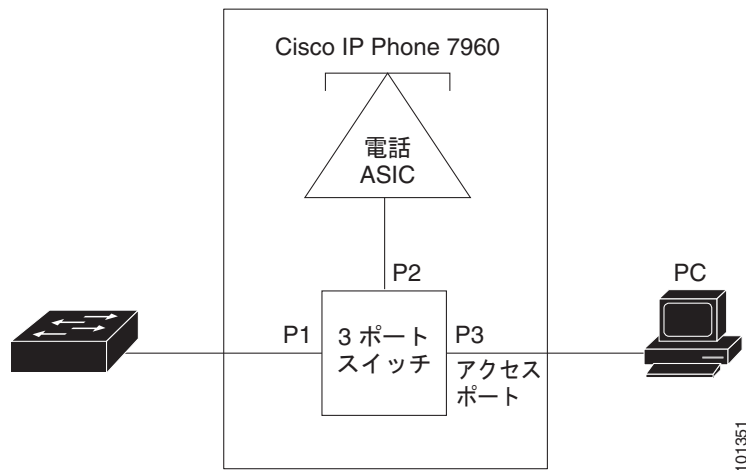 Cisco IP Phone 7960
電話
ASIC
P2
PC
P1
3 ポート
スイッチ
P3
アクセス
ポート
101351